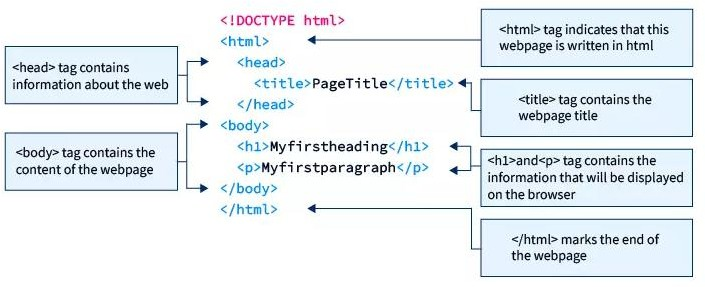 <!DOCTYPE html>
<html>
<head>
<title>PageTitle</title>
</head>
<body>
<h1>Myfirstheading</h1>
<p>Myfirstparagraph</p>
</body>
</html>
<head> tag contains
information about the web
<body> tag contains the
content of the webpage
<html> tag indicates that this
webpage is written in html
<title> tag contains the
webpage title
<h1>and<p> tag contains the
information that will be displayed
on the browser
</html> marks the end of
the webpage